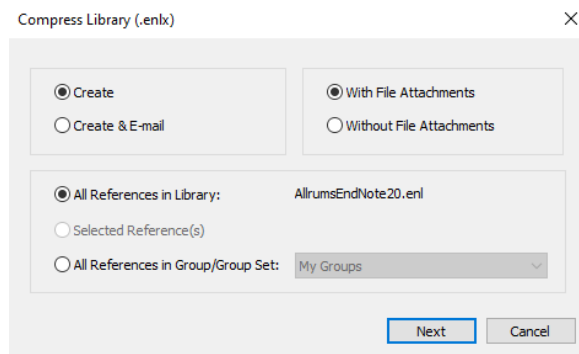 Compress Library (.enlx)
Create
With File Attachments
Create & E-mail
Without File Attachments
All References in Library:
AllrumsEndNote20.enl
Selected Reference(s)
All References in Group/Group Set:
My Groups
Next
Cancel